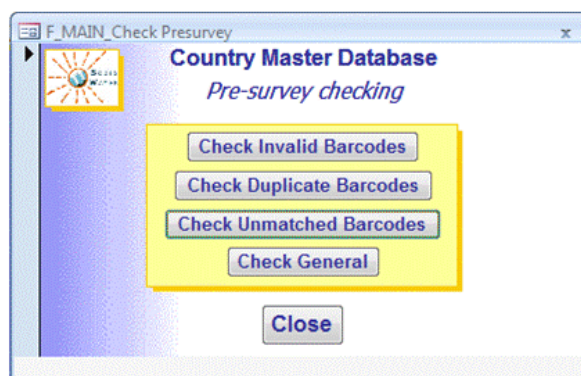 F_MAIN_Check Presurvey
x
Country Master Database
Pre-survey checking
Check Invalid Barcodes
Check Duplicate Barcodes
Check Unmatched Barcodes
Check General
Close